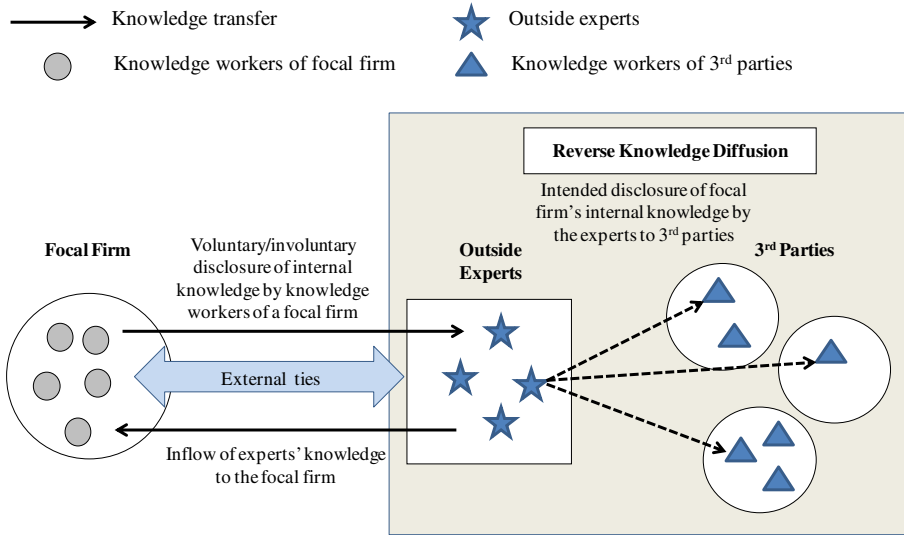 Knowledge transfer
Outside experts
Knowledge workers of focal firm
Knowledge workers of 3rd parties
Reverse Knowledge Diffusion
Intended disclosure of focal
firm's internal knowledge by
the experts to 3rd parties
Focal Firm
Voluntary/involuntary
disclosure of internal
knowledge by knowledge
workers of a focal firm
Outside
Experts
3rd Parties
External ties
Inflow of experts' knowledge
to the focal firm